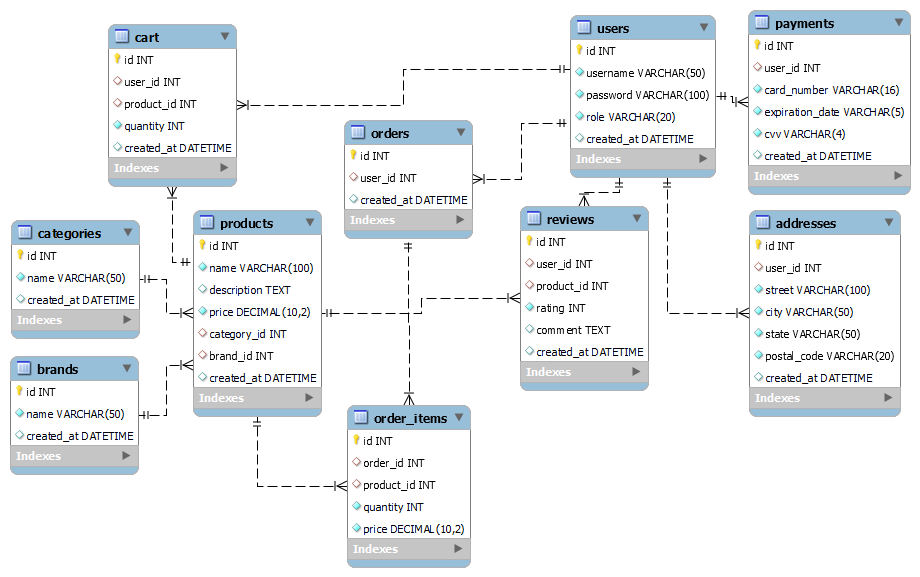 cart
id INT
user_id INT
product_id INT
quantity INT
created_at DATETIME
Indexes
users
id INT
username VARCHAR(50)
password VARCHAR(100)
role VARCHAR(20)
created_at DATETIME
Indexes
payments
id INT
user_id INT
card_number VARCHAR(16)
expiration_date VARCHAR(5)
cvv VARCHAR(4)
created_at DATETIME
Indexes
orders
id INT
user_id INT
created_at DATETIME
Indexes
categories
id INT
name VARCHAR(50)
created_at DATETIME
Indexes
products
id INT
name VARCHAR(100)
description TEXT
price DECIMAL(10,2)
category_id INT
brand_id INT
created_at DATETIME
Indexes
reviews
id INT
user_id INT
product_id INT
rating INT
comment TEXT
created_at DATETIME
Indexes
addresses
id INT
user_id INT
street VARCHAR(100)
city VARCHAR(50)
state VARCHAR(50)
postal_code VARCHAR(20)
created_at DATETIME
Indexes
brands
id INT
name VARCHAR(50)
created_at DATETIME
Indexes
order_items
id INT
order_id INT
product_id INT
quantity INT
price DECIMAL(10,2)
Indexes